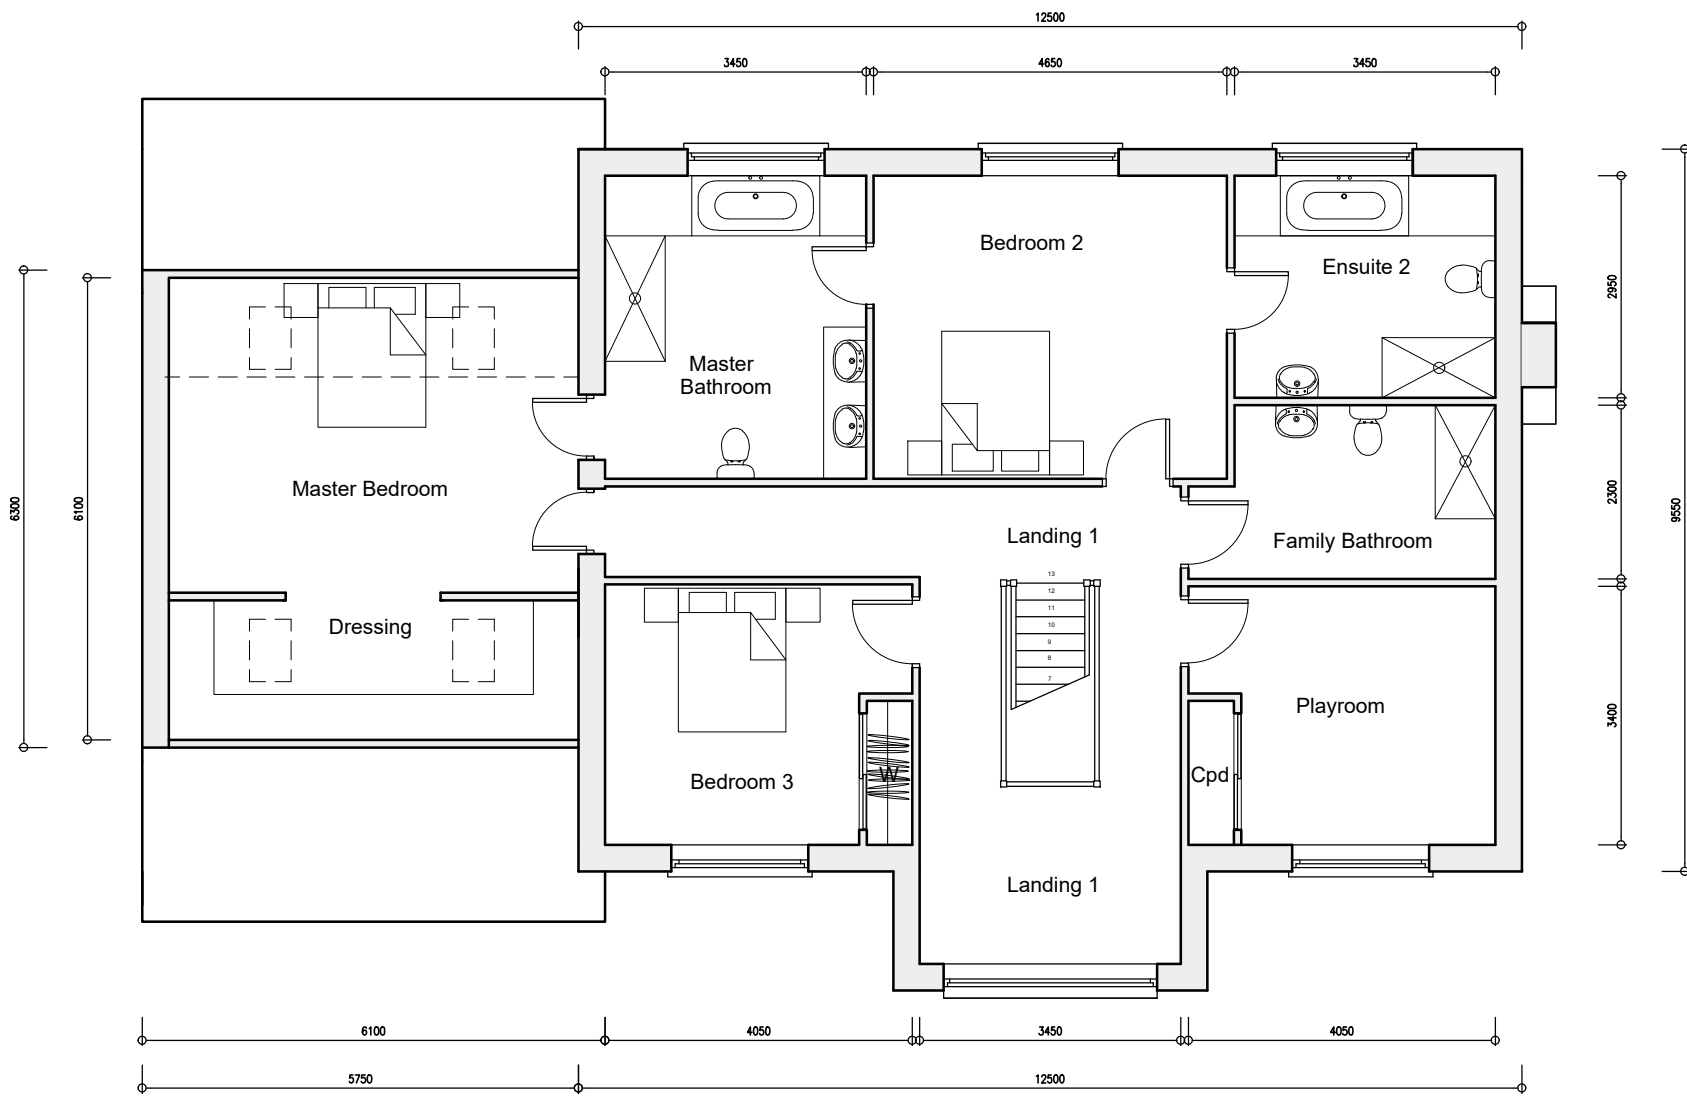 12500
3450
4650
3450
Bedroom 2
Ensuite 2
2950
Master
Bathroom
Master Bedroom
6300
6100
2300
9550
Landing 1
Family Bathroom
13
12
11
10
9
8
7
Dressing
Playroom
3400
Bedroom 3
W
Cpd
Landing 1
6100
4050
3450
4050
5750
12500